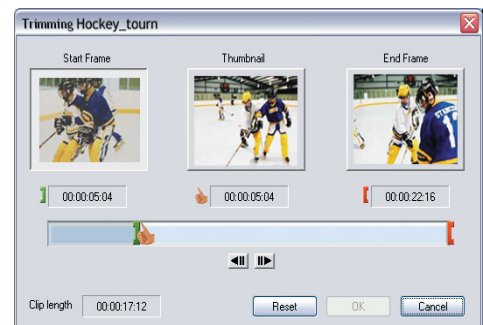 Trimming Hockey_tourn
Start Frame Thumbnail End Frame
00:00:05:04 00:00:05:04 00:00:22:16
Clip length 00:00:17:12 Reset OK Cancel